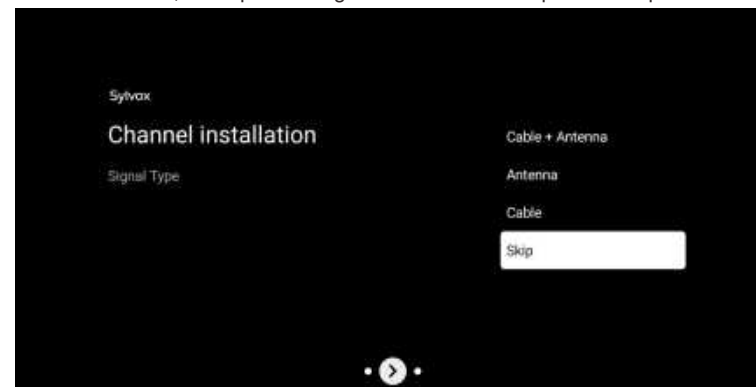 Sylvox
Channel installation
Signal Type
Cable + Antenna
Antenna
Cable
Skip